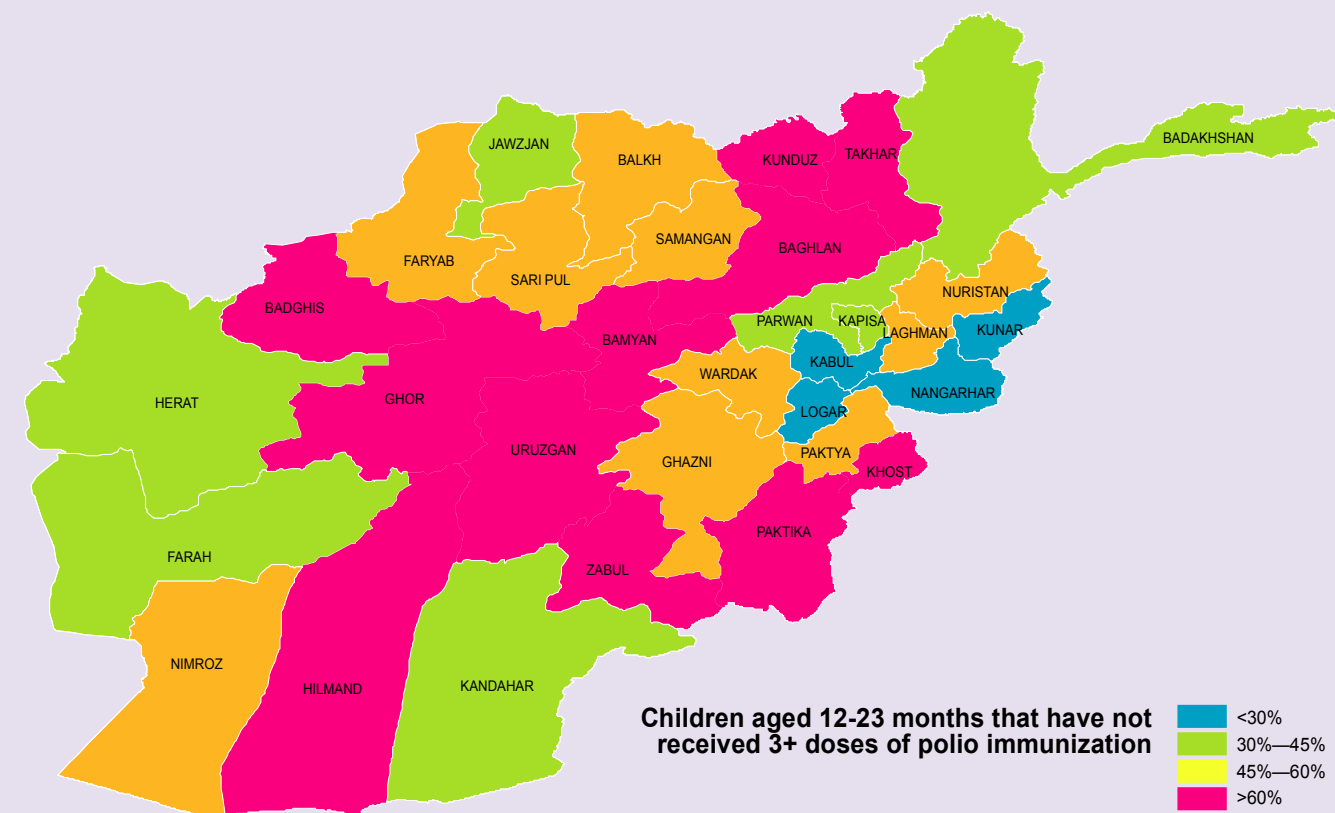 JAWZJAN
BALKH
KUNDUZ
TAKHAR
BADAKHSHAN
FARYAB
SARI PUL
SAMANGAN
BAGHLAN
BADGHIS
BAMYAN
PARWAN
KAPISA
NURISTAN
LAGHMAN
KUNAR
KABUL
WARDAK
NANGARHAR
HERAT
GHOR
LOGAR
URUZGAN
GHAZNI
PAKTYA
KHOST
PAKTIKA
FARAH
ZABUL
NIMROZ
HILMAND
KANDAHAR
Children aged 12-23 months that have not
received 3+ doses of polio immunization
<30%
30%—45%
45%—60%
>60%